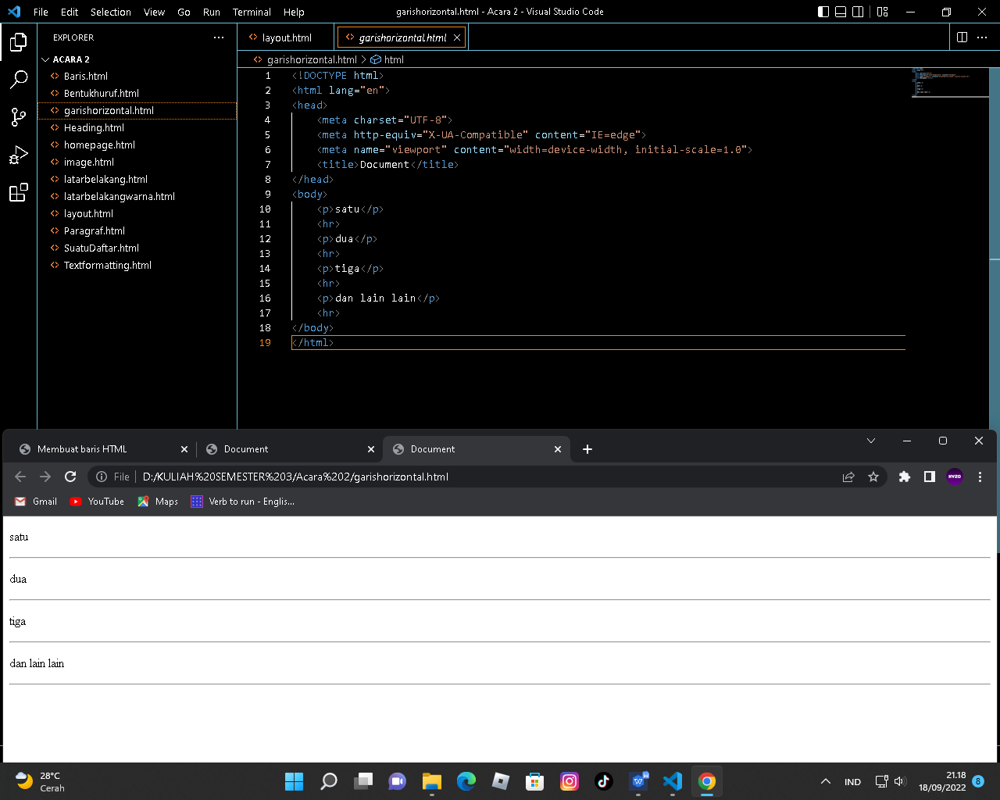 File Edit Selection View Go Run Terminal Help garishorizontal.html - Acara 2 - Visual Studio Code
EXPLORER
ACARA 2
Baris.html
Bentukhuruf.html
garishorizontal.html
Heading.html
homepage.html
image.html
latarbelakang.html
latarbelakangwarna.html
layout.html
Paragraf.html
SuatuDaftar.html
Textformatting.html
layout.html garishorizontal.html
garishorizontal.html > html
1 <!DOCTYPE html>
2 <html lang="en">
3 <head>
4 <meta charset="UTF-8">
5 <meta http-equiv="X-UA-Compatible" content="IE=edge">
6 <meta name="viewport" content="width=device-width, initial-scale=1.0">
7 <title>Document</title>
8 </head>
9 <body>
10 <p>satu</p>
11 <hr>
12 <p>dua</p>
13 <hr>
14 <p>tiga</p>
15 <hr>
16 <p>dan lain lain</p>
17 <hr>
18 </body>
19 </html>
Membuat baris HTML Document Document
File D:/KULIAH%20SEMESTER%203/Acara%202/garishorizontal.html
Gmail YouTube Maps Verb to run - Englis...
satu
dua
tiga
dan lain lain
28°C
Cerah
IND
21.18
18/09/2022
8